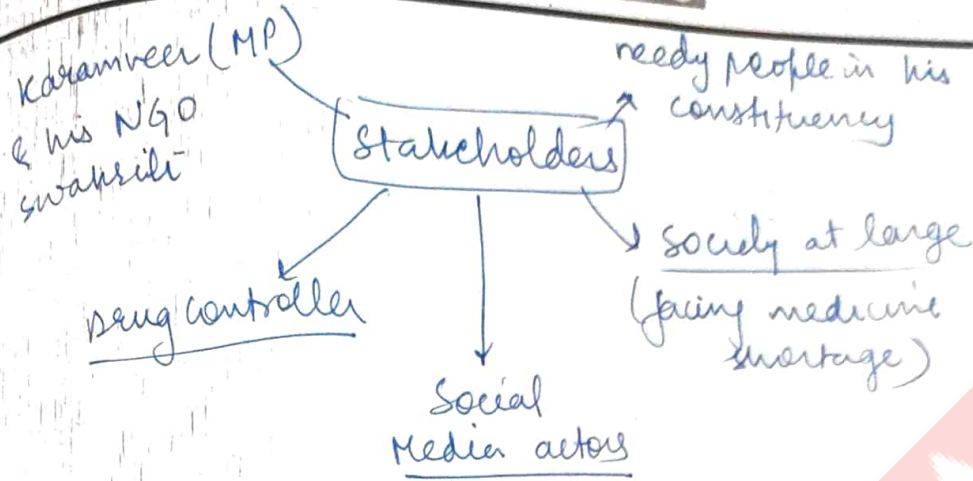 Karamveer (MP)
& his NGO
needy people in his
constituency
Stakeholders
Drug controller
Social
Media actors
society at large
(facing medicine
shortage)